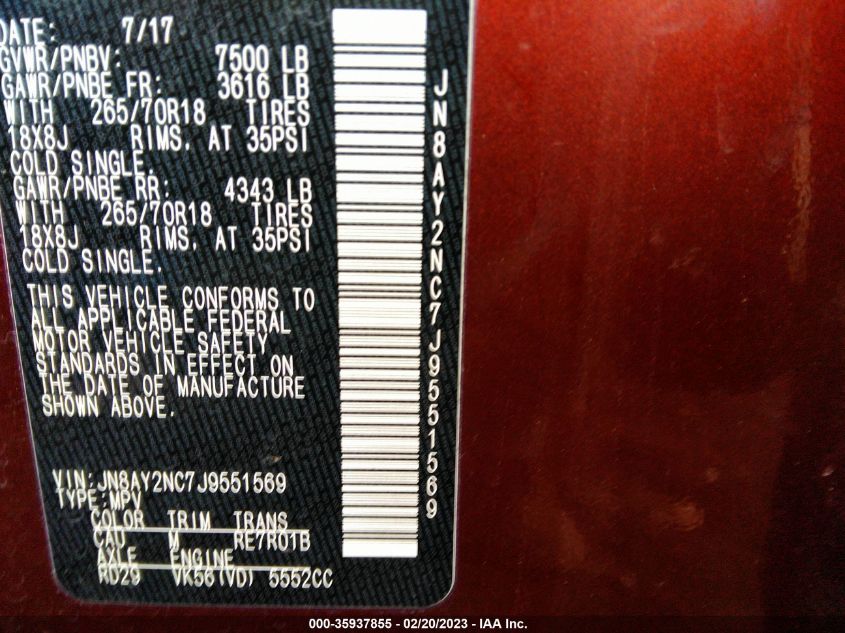 DATE: 7/17
GVWR/PNBV: 7500 LB
GAWR/PNBE FR: 3616 LB
WITH 265/70R18 TIRES
18X8J RIMS. AT 35PSI
COLD SINGLE.
GAWR/PNBE RR: 4343 LB
WITH 265/70R18 TIRES
18X8J RIMS. AT 35PSI
COLD SINGLE.
THIS VEHICLE CONFORMS TO
ALL APPLICABLE FEDERAL
MOTOR VEHICLE SAFETY
STANDARDS IN EFFECT ON
THE DATE OF MANUFACTURE
SHOWN ABOVE.
VIN:JN8AY2NC7J9551569
TYPE:MPV
COLOR TRIM TRANS
CAU M RE7R01B
AXLE ENGINE
RD29 VK56(VD) 5552CC
JN8AY2NC7J9551569
000-35937855 — 02/20/2023 — IAA Inc.